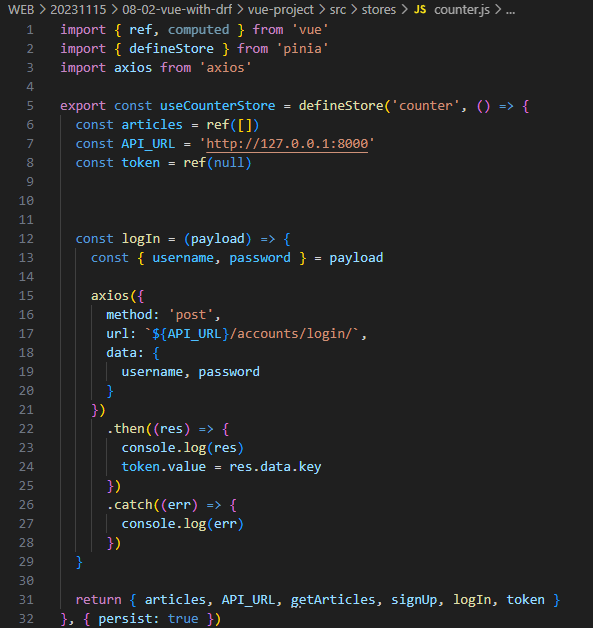 WEB > 20231115 > 08-02-vue-with-drf > vue-project > src > stores > JS counter.js > ...
1 import { ref, computed } from 'vue'
2 import { defineStore } from 'pinia'
3 import axios from 'axios'
4
5 export const useCounterStore = defineStore('counter', () => {
6   const articles = ref([])
7   const API_URL = 'http://127.0.0.1:8000'
8   const token = ref(null)
9
10
11
12   const logIn = (payload) => {
13     const { username, password } = payload
14
15     axios({
16       method: 'post',
17       url: `${API_URL}/accounts/login/`,
18       data: {
19         username, password
20       }
21     })
22       .then((res) => {
23         console.log(res)
24         token.value = res.data.key
25       })
26       .catch((err) => {
27         console.log(err)
28       })
29   }
30
31   return { articles, API_URL, getArticles, signUp, logIn, token }
32 }, { persist: true })